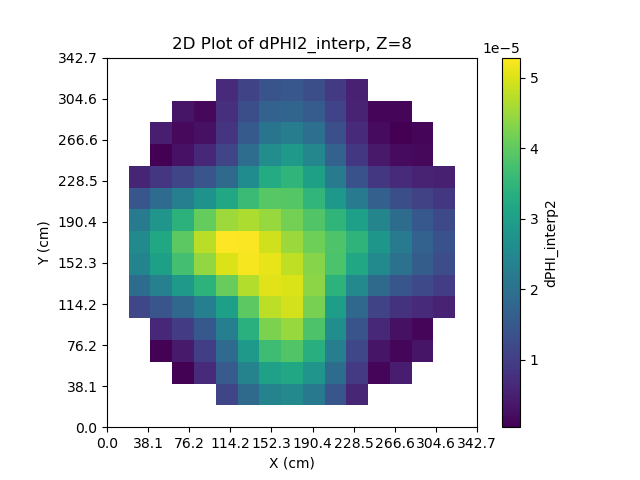 2D Plot of dPHI2_interp, Z=8
1e−5
342.7
304.6
266.6
228.5
190.4
152.3
114.2
76.2
38.1
0.0
Y (cm)
0.0 38.1 76.2 114.2 152.3 190.4 228.5 266.6 304.6 342.7
X (cm)
5
4
3
2
1
dPHI_interp2